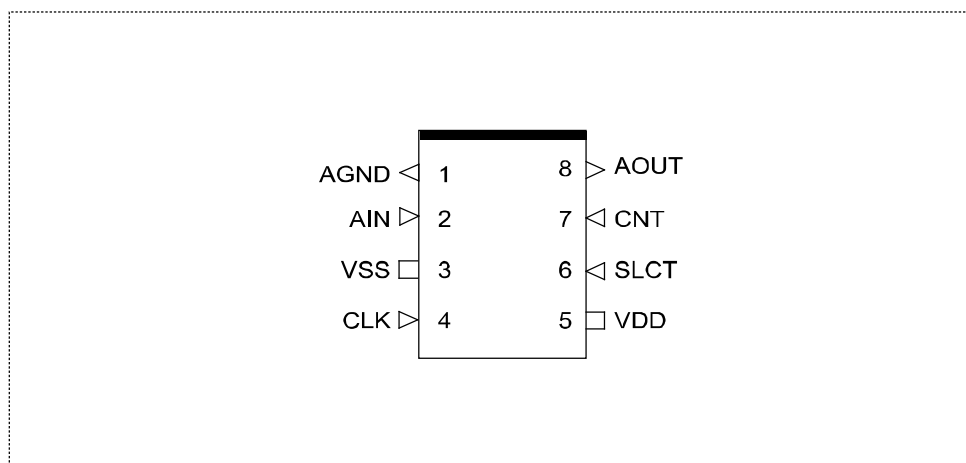 AGND 1 8 AOUT
AIN 2 7 CNT
VSS 3 6 SLCT
CLK 4 5 VDD